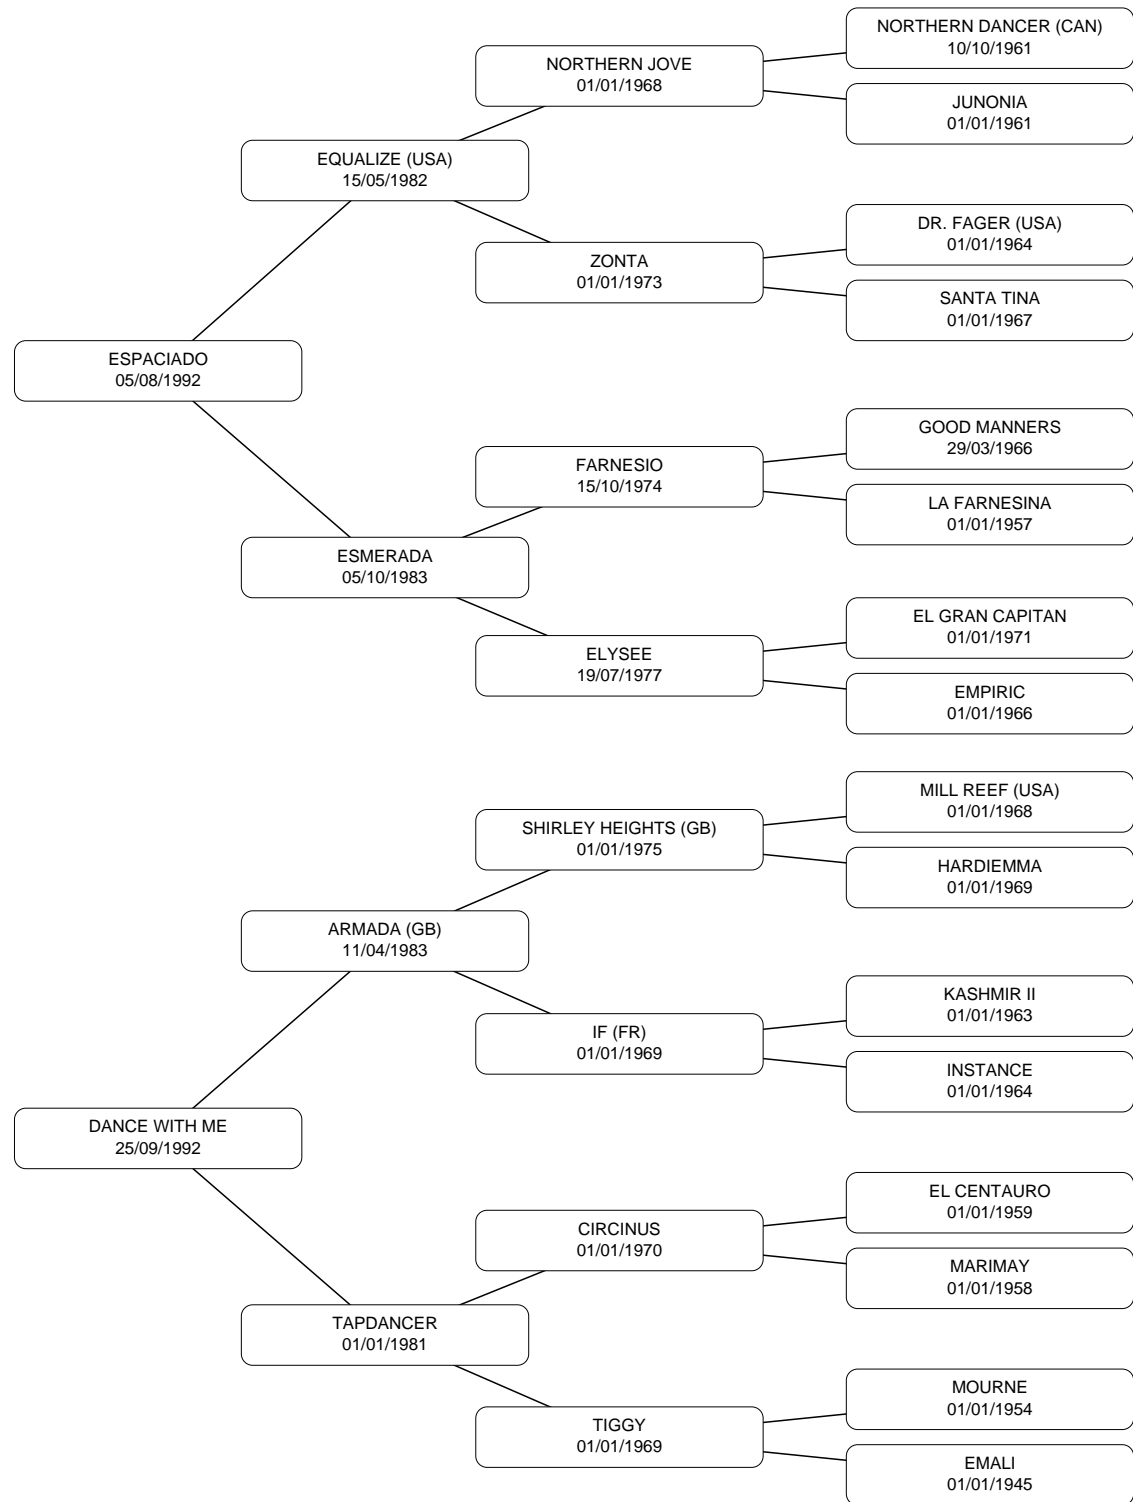 NORTHERN DANCER (CAN)
10/10/1961
NORTHERN JOVE
01/01/1968
JUNONIA
01/01/1961
EQUALIZE (USA)
15/05/1982
DR. FAGER (USA)
01/01/1964
ZONTA
01/01/1973
SANTA TINA
01/01/1967
ESPACIADO
05/08/1992
GOOD MANNERS
29/03/1966
FARNESIO
15/10/1974
LA FARNESINA
01/01/1957
ESMERADA
05/10/1983
EL GRAN CAPITAN
01/01/1971
ELYSEE
19/07/1977
EMPIRIC
01/01/1966
MILL REEF (USA)
01/01/1968
SHIRLEY HEIGHTS (GB)
01/01/1975
HARDIEMMA
01/01/1969
ARMADA (GB)
11/04/1983
KASHMIR II
01/01/1963
IF (FR)
01/01/1969
INSTANCE
01/01/1964
DANCE WITH ME
25/09/1992
EL CENTAURO
01/01/1959
CIRCINUS
01/01/1970
MARIMAY
01/01/1958
TAPDANCER
01/01/1981
MOURNE
01/01/1954
TIGGY
01/01/1969
EMALI
01/01/1945